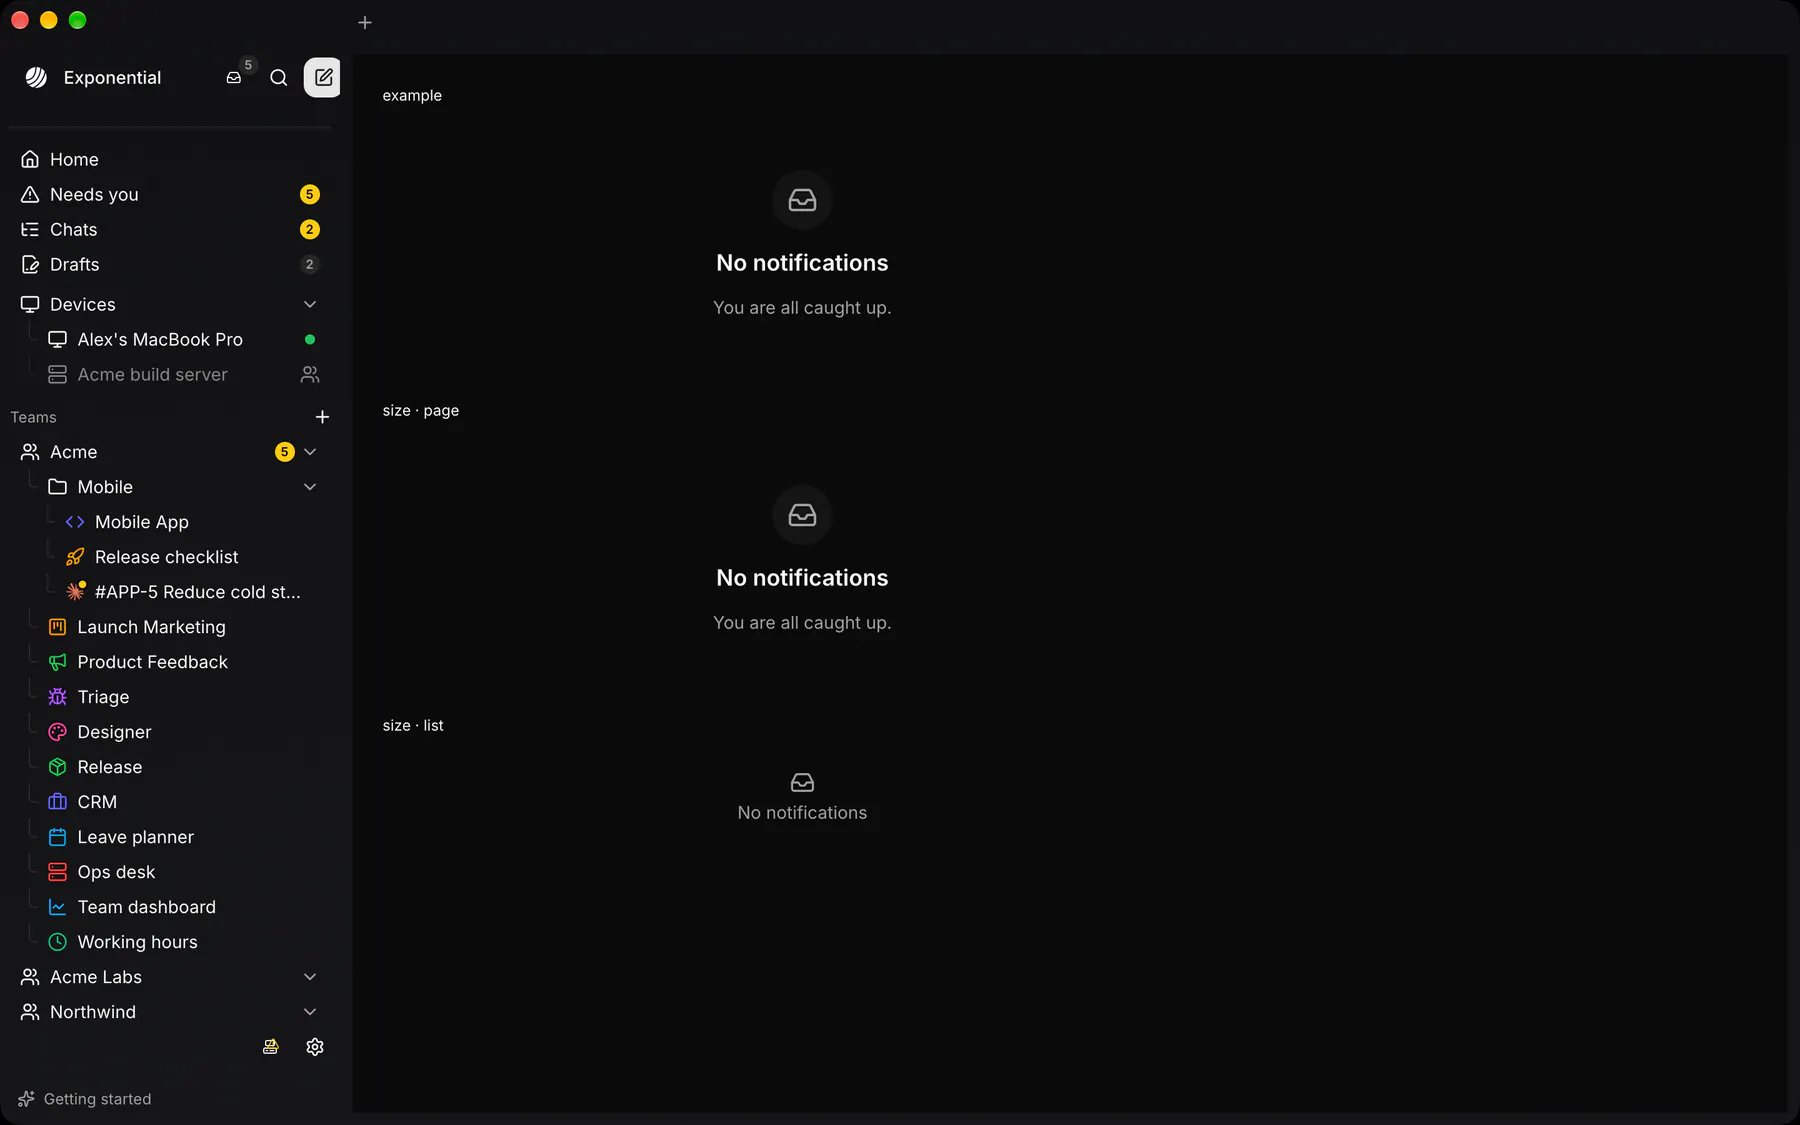 Exponential
5
Home
Needs you
5
Chats
2
Drafts
2
Devices
Alex's MacBook Pro
Acme build server
Teams
Acme
5
Mobile
Mobile App
Release checklist
#APP-5 Reduce cold st...
Launch Marketing
Product Feedback
Triage
Designer
Release
CRM
Leave planner
Ops desk
Team dashboard
Working hours
Acme Labs
Northwind
Getting started
example
No notifications
You are all caught up.
size · page
No notifications
You are all caught up.
size · list
No notifications